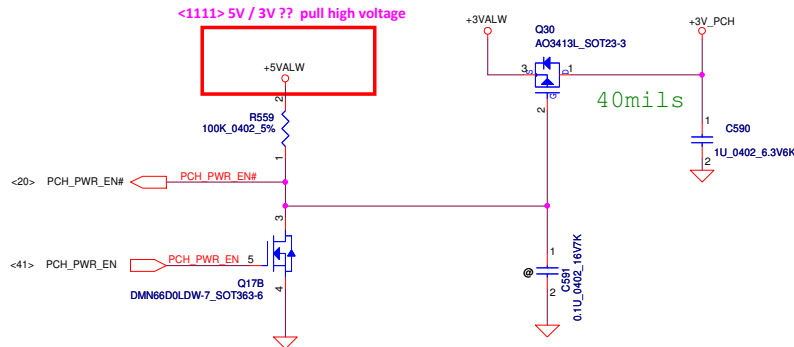 <1111> 5V / 3V ?? pull high voltage
+5VALW
2
R559
100K_0402_5%
1
<20> PCH_PWR_EN#
PCH_PWR_EN#
3
<41> PCH_PWR_EN
PCH_PWR_EN 5
Q17B
DMN66D0LDW-7_SOT363-6
4
+3VALW
Q30
AO3413L_SOT23-3
3 S
D 1
G
2
+3V_PCH
40mils
1
C590
1U_0402_6.3V6K
2
1
@
C591
0.1U_0402_16V7K
2